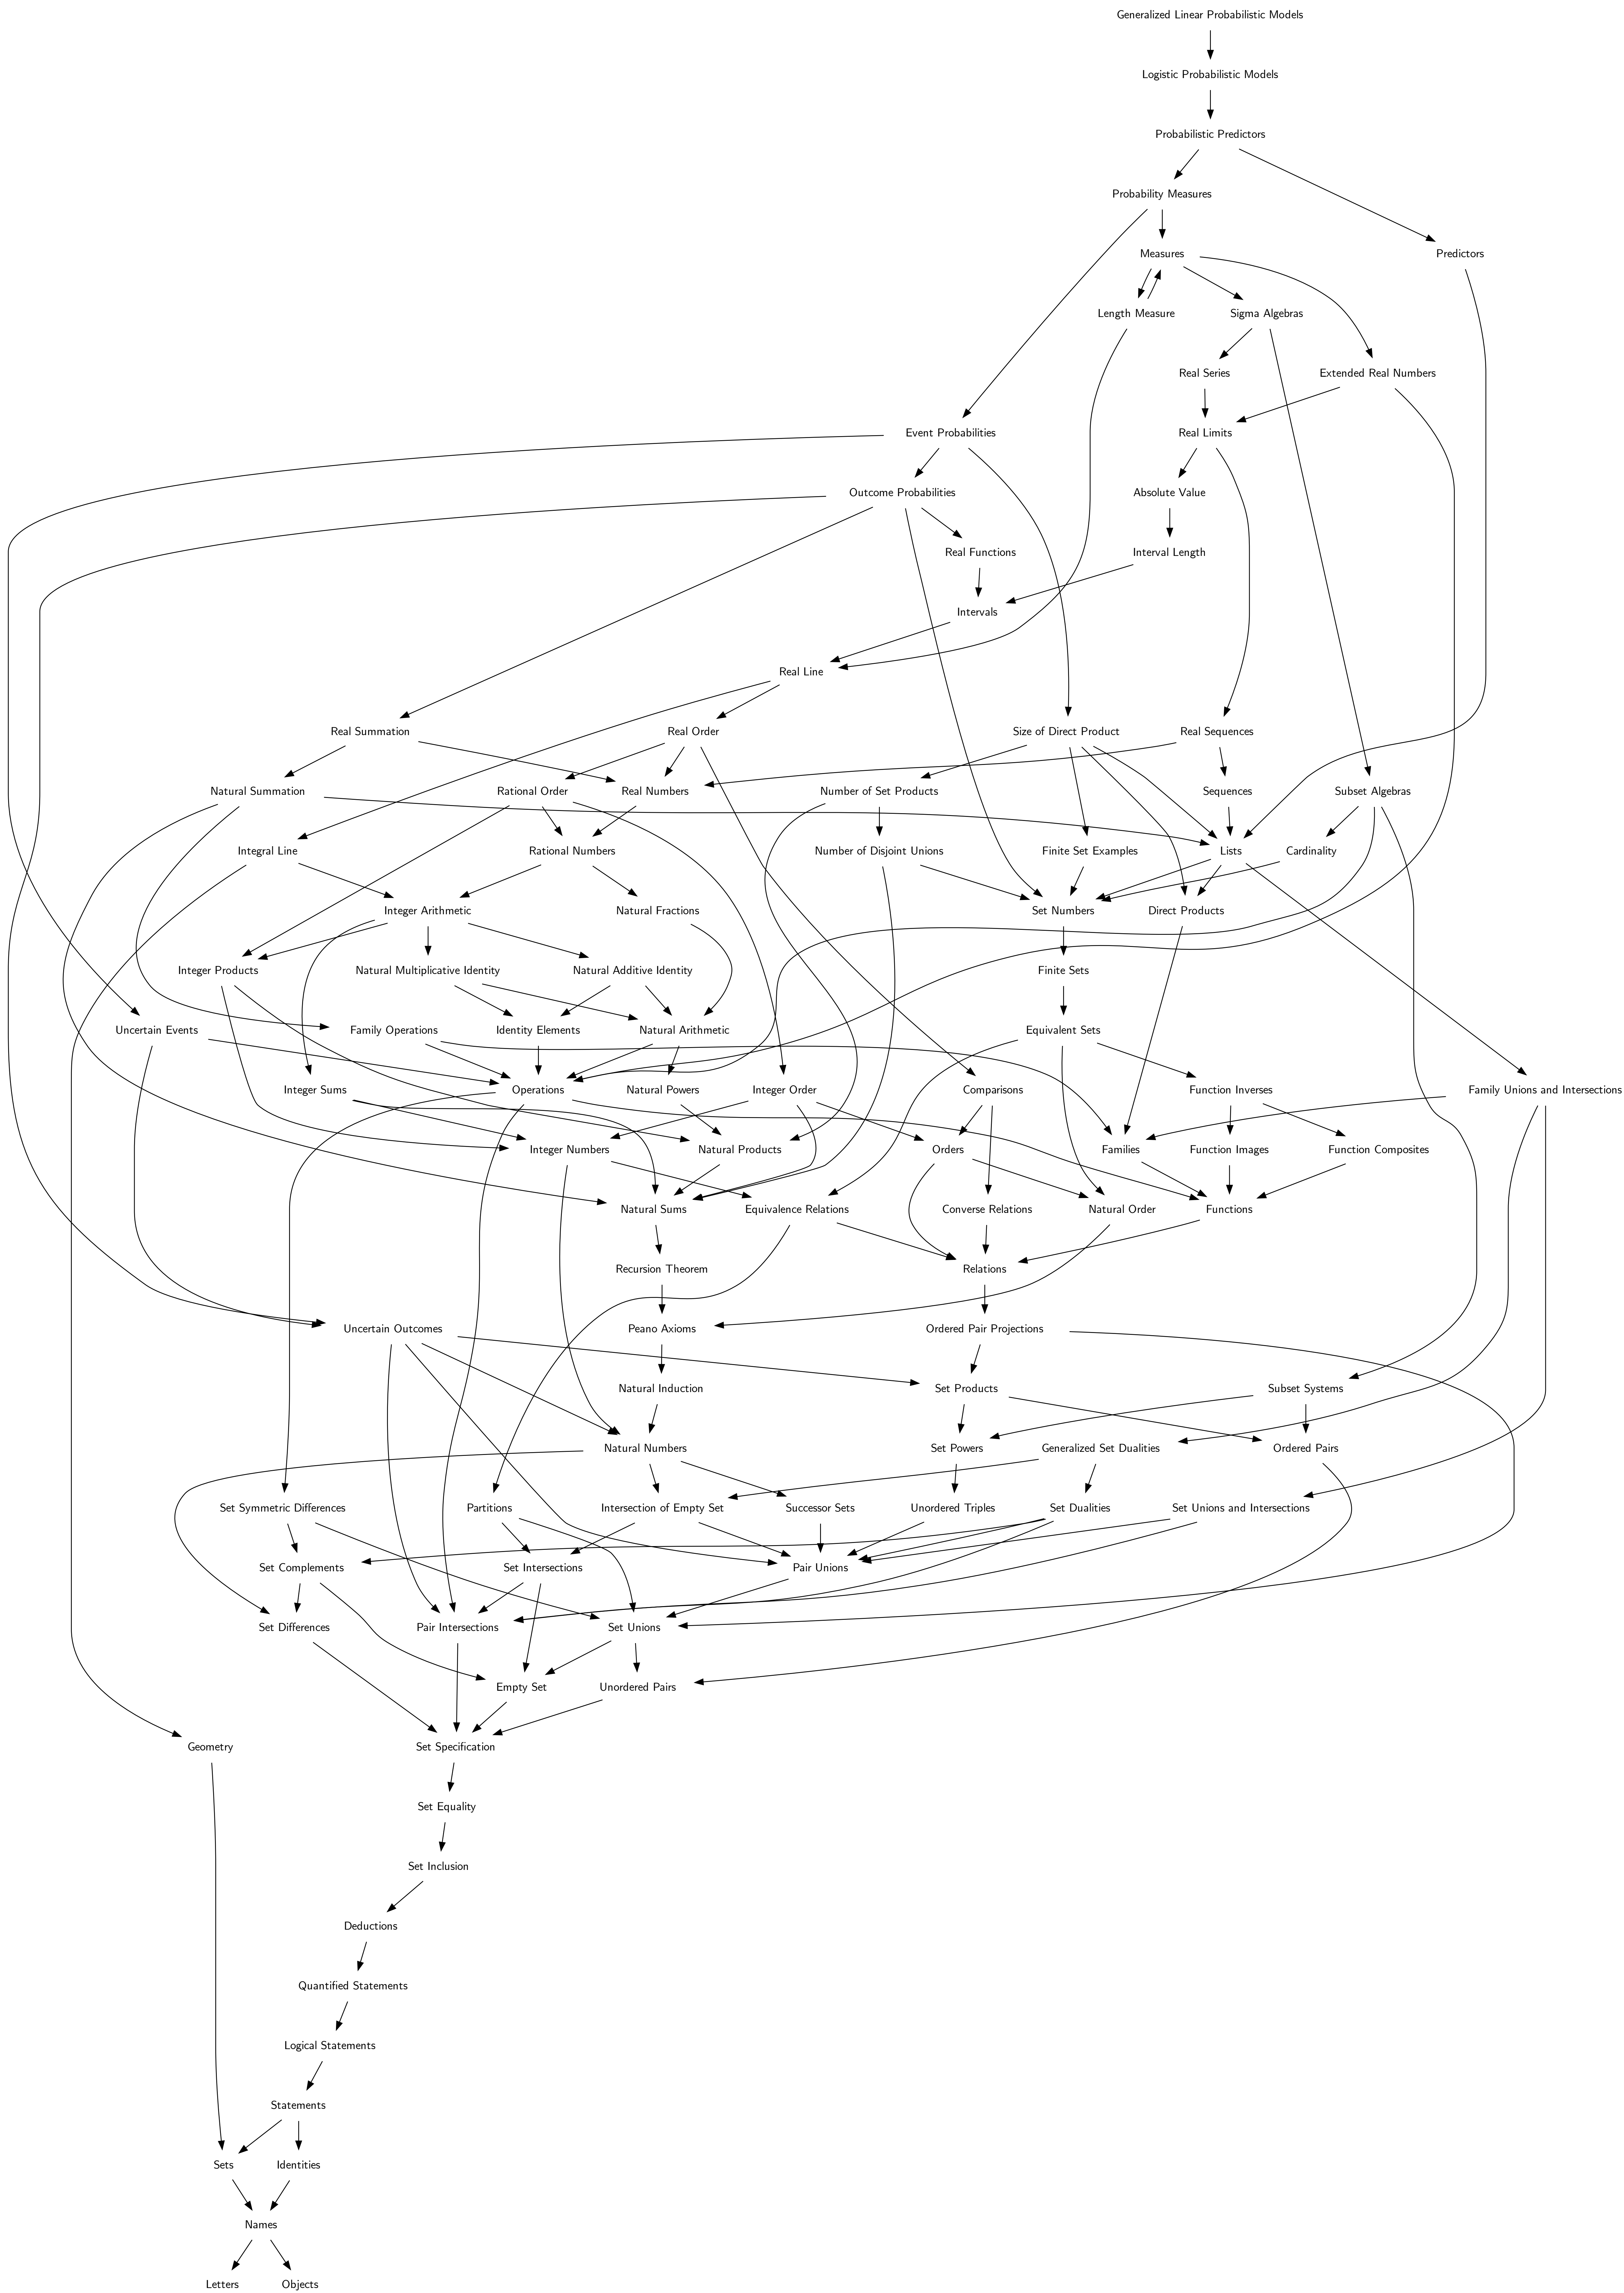 Generalized Linear Probabilistic Models
Logistic Probabilistic Models
Probabilistic Predictors
Probability Measures
Measures
Predictors
Length Measure
Sigma Algebras
Real Series
Extended Real Numbers
Event Probabilities
Real Limits
Outcome Probabilities
Absolute Value
Real Functions
Interval Length
Intervals
Real Line
Real Summation
Real Order
Size of Direct Product
Real Sequences
Natural Summation
Rational Order
Real Numbers
Number of Set Products
Sequences
Subset Algebras
Integral Line
Rational Numbers
Number of Disjoint Unions
Finite Set Examples
Lists
Cardinality
Integer Arithmetic
Natural Fractions
Set Numbers
Direct Products
Integer Products
Natural Multiplicative Identity
Natural Additive Identity
Finite Sets
Uncertain Events
Family Operations
Identity Elements
Natural Arithmetic
Equivalent Sets
Integer Sums
Operations
Natural Powers
Integer Order
Comparisons
Function Inverses
Family Unions and Intersections
Integer Numbers
Natural Products
Orders
Families
Function Images
Function Composites
Natural Sums
Equivalence Relations
Converse Relations
Natural Order
Functions
Recursion Theorem
Relations
Uncertain Outcomes
Peano Axioms
Ordered Pair Projections
Natural Induction
Set Products
Subset Systems
Natural Numbers
Set Powers
Generalized Set Dualities
Ordered Pairs
Set Symmetric Differences
Partitions
Intersection of Empty Set
Successor Sets
Unordered Triples
Set Dualities
Set Unions and Intersections
Set Complements
Set Intersections
Pair Unions
Set Differences
Pair Intersections
Set Unions
Empty Set
Unordered Pairs
Geometry
Set Specification
Set Equality
Set Inclusion
Deductions
Quantified Statements
Logical Statements
Statements
Sets
Identities
Names
Letters
Objects